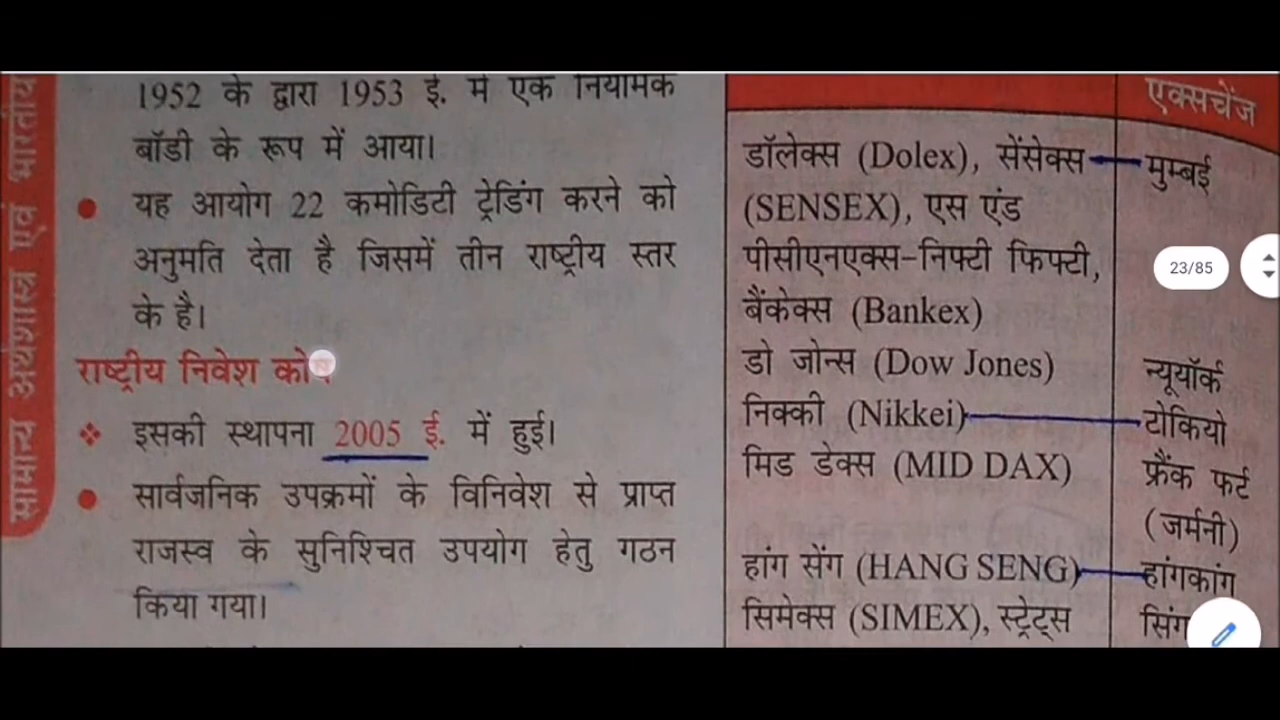 सामान्य अर्थशास्त्र एवं भारतीय
1952 के द्वारा 1953 ई. में एक नियामक
बॉडी के रूप में आया।
यह आयोग 22 कमोडिटी ट्रेडिंग करने को
अनुमति देता है जिसमें तीन राष्ट्रीय स्तर
के है।
राष्ट्रीय निवेश कोष
इसकी स्थापना 2005 ई. में हुई।
सार्वजनिक उपक्रमों के विनिवेश से प्राप्त
राजस्व के सुनिश्चित उपयोग हेतु गठन
किया गया।
एक्सचेंज
डॉलेक्स (Dolex), सेंसेक्स मुम्बई
(SENSEX), एस एंड
पीसीएनएक्स-निफ्टी फिफ्टी,
बैंकेक्स (Bankex)
डो जोन्स (Dow Jones) न्यूयॉर्क
निक्की (Nikkei) टोकियो
मिड डेक्स (MID DAX) फ्रैंक फर्ट
(जर्मनी)
हांग सेंग (HANG SENG) हांगकांग
सिमेक्स (SIMEX), स्ट्रेट्स
23/85